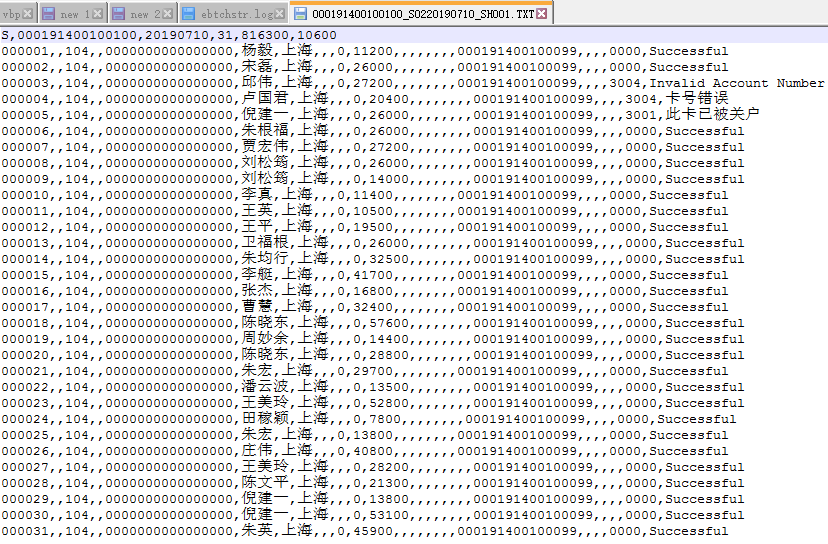 vbp new 1 new 2 ebtchstr.log 000191400100100_S0220190710_SH001.TXT
S,000191400100100,20190710,31,816300,10600
000001,,104,,0000000000000000,杨毅,上海,,,0,11200,,,,,,,,,000191400100099,,,,0000,Successful
000002,,104,,0000000000000000,宋磊,上海,,,0,26000,,,,,,,,,000191400100099,,,,0000,Successful
000003,,104,,0000000000000000,邱伟,上海,,,0,27200,,,,,,,,,000191400100099,,,,3004,Invalid Account Number
000004,,104,,0000000000000000,卢国君,上海,,,0,20400,,,,,,,,,000191400100099,,,,3004,卡号错误
000005,,104,,0000000000000000,倪建一,上海,,,0,26000,,,,,,,,,000191400100099,,,,3001,此卡已被关户
000006,,104,,0000000000000000,朱根福,上海,,,0,26000,,,,,,,,,000191400100099,,,,0000,Successful
000007,,104,,0000000000000000,贾宏伟,上海,,,0,27200,,,,,,,,,000191400100099,,,,0000,Successful
000008,,104,,0000000000000000,刘松筠,上海,,,0,26000,,,,,,,,,000191400100099,,,,0000,Successful
000009,,104,,0000000000000000,刘松筠,上海,,,0,14000,,,,,,,,,000191400100099,,,,0000,Successful
000010,,104,,0000000000000000,李真,上海,,,0,11400,,,,,,,,,000191400100099,,,,0000,Successful
000011,,104,,0000000000000000,王英,上海,,,0,10500,,,,,,,,,000191400100099,,,,0000,Successful
000012,,104,,0000000000000000,王平,上海,,,0,19500,,,,,,,,,000191400100099,,,,0000,Successful
000013,,104,,0000000000000000,卫福根,上海,,,0,26000,,,,,,,,,000191400100099,,,,0000,Successful
000014,,104,,0000000000000000,朱均行,上海,,,0,32500,,,,,,,,,000191400100099,,,,0000,Successful
000015,,104,,0000000000000000,李艇,上海,,,0,41700,,,,,,,,,000191400100099,,,,0000,Successful
000016,,104,,0000000000000000,张杰,上海,,,0,16800,,,,,,,,,000191400100099,,,,0000,Successful
000017,,104,,0000000000000000,曹慧,上海,,,0,32400,,,,,,,,,000191400100099,,,,0000,Successful
000018,,104,,0000000000000000,陈晓东,上海,,,0,57600,,,,,,,,,000191400100099,,,,0000,Successful
000019,,104,,0000000000000000,周妙余,上海,,,0,14400,,,,,,,,,000191400100099,,,,0000,Successful
000020,,104,,0000000000000000,陈晓东,上海,,,0,28800,,,,,,,,,000191400100099,,,,0000,Successful
000021,,104,,0000000000000000,朱宏,上海,,,0,29700,,,,,,,,,000191400100099,,,,0000,Successful
000022,,104,,0000000000000000,潘云波,上海,,,0,13500,,,,,,,,,000191400100099,,,,0000,Successful
000023,,104,,0000000000000000,王美玲,上海,,,0,52800,,,,,,,,,000191400100099,,,,0000,Successful
000024,,104,,0000000000000000,田稼颖,上海,,,0,7800,,,,,,,,,000191400100099,,,,0000,Successful
000025,,104,,0000000000000000,朱宏,上海,,,0,13800,,,,,,,,,000191400100099,,,,0000,Successful
000026,,104,,0000000000000000,庄伟,上海,,,0,40800,,,,,,,,,000191400100099,,,,0000,Successful
000027,,104,,0000000000000000,王美玲,上海,,,0,28200,,,,,,,,,000191400100099,,,,0000,Successful
000028,,104,,0000000000000000,陈文平,上海,,,0,21300,,,,,,,,,000191400100099,,,,0000,Successful
000029,,104,,0000000000000000,倪建一,上海,,,0,13800,,,,,,,,,000191400100099,,,,0000,Successful
000030,,104,,0000000000000000,倪建一,上海,,,0,53100,,,,,,,,,000191400100099,,,,0000,Successful
000031,,104,,0000000000000000,朱英,上海,,,0,45900,,,,,,,,,000191400100099,,,,0000,Successful